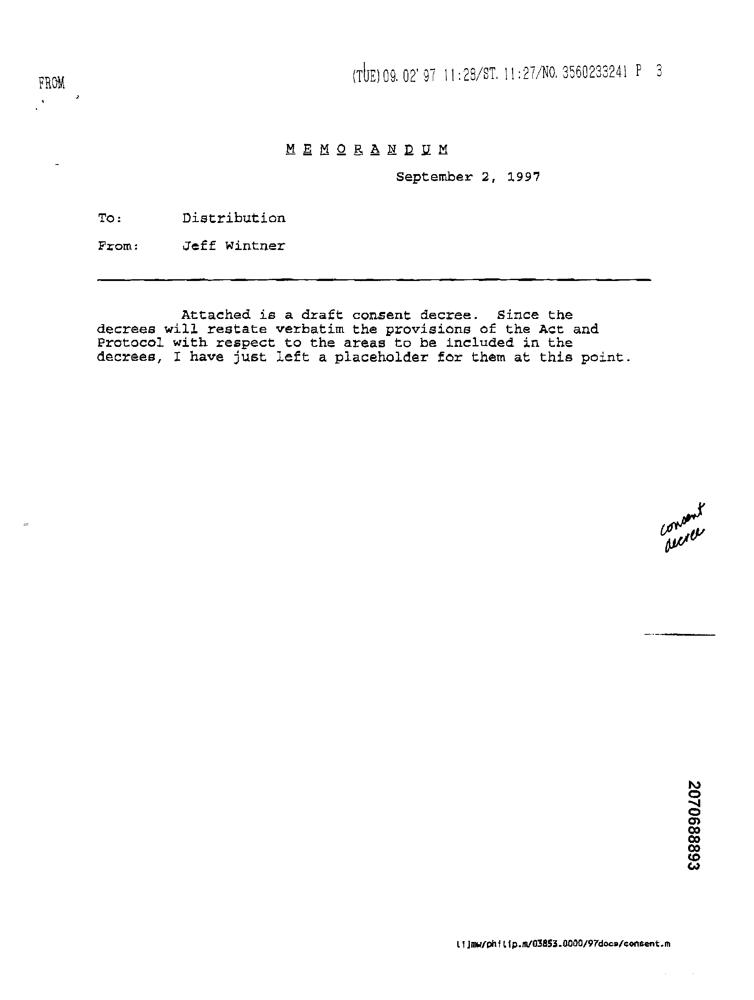 (TUE) 09. 02' 97 11:28/ST. 11:27/NO. 3560233241 P 3
FROM
MEMORANDUM
September 2, 1997
To: Distribution
From: Jeff Wintner
Attached is a draft consent decree. Since the
decrees will restate verbatim the provisions of the Act and
Protocol with respect to the areas to be included in the
decrees, I have just left a placeholder for them at this point.
consent
decree
2070688893
l1jmw/philip.m/03853.0000/97docs/consent.m